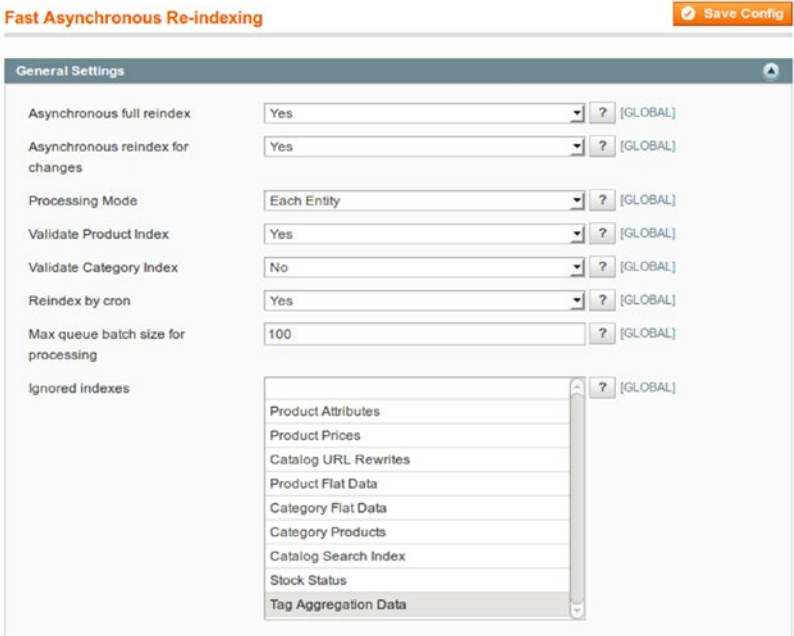 Fast Asynchronous Re-indexing
Save Config
General Settings
Asynchronous full reindex Yes ? [GLOBAL]
Asynchronous reindex for Yes ? [GLOBAL]
changes
Processing Mode Each Entity ? [GLOBAL]
Validate Product Index Yes ? [GLOBAL]
Validate Category Index No ? [GLOBAL]
Reindex by cron Yes ? [GLOBAL]
Max queue batch size for 100 ? [GLOBAL]
processing
Ignored indexes ? [GLOBAL]
Product Attributes
Product Prices
Catalog URL Rewrites
Product Flat Data
Category Flat Data
Category Products
Catalog Search Index
Stock Status
Tag Aggregation Data